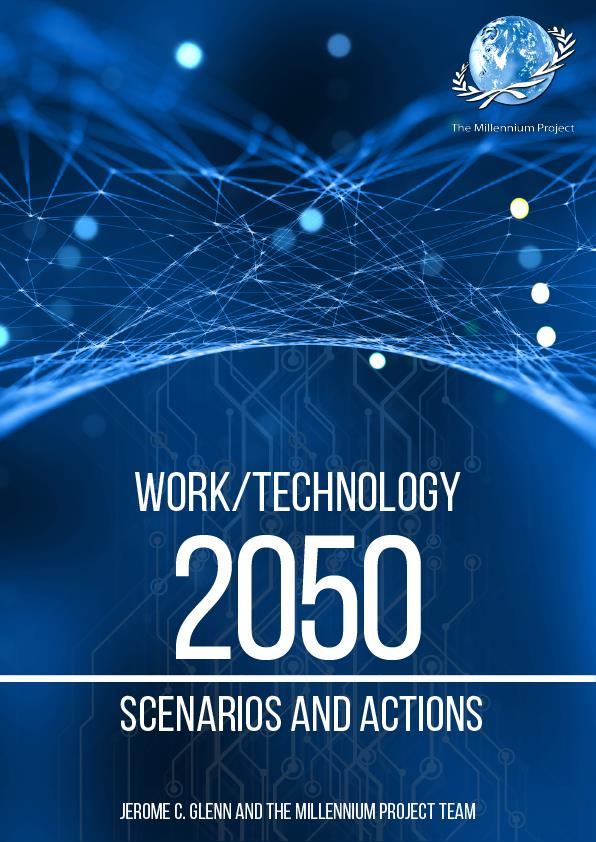 The Millennium Project
WORK/TECHNOLOGY
2050
SCENARIOS AND ACTIONS
JEROME C. GLENN AND THE MILLENNIUM PROJECT TEAM